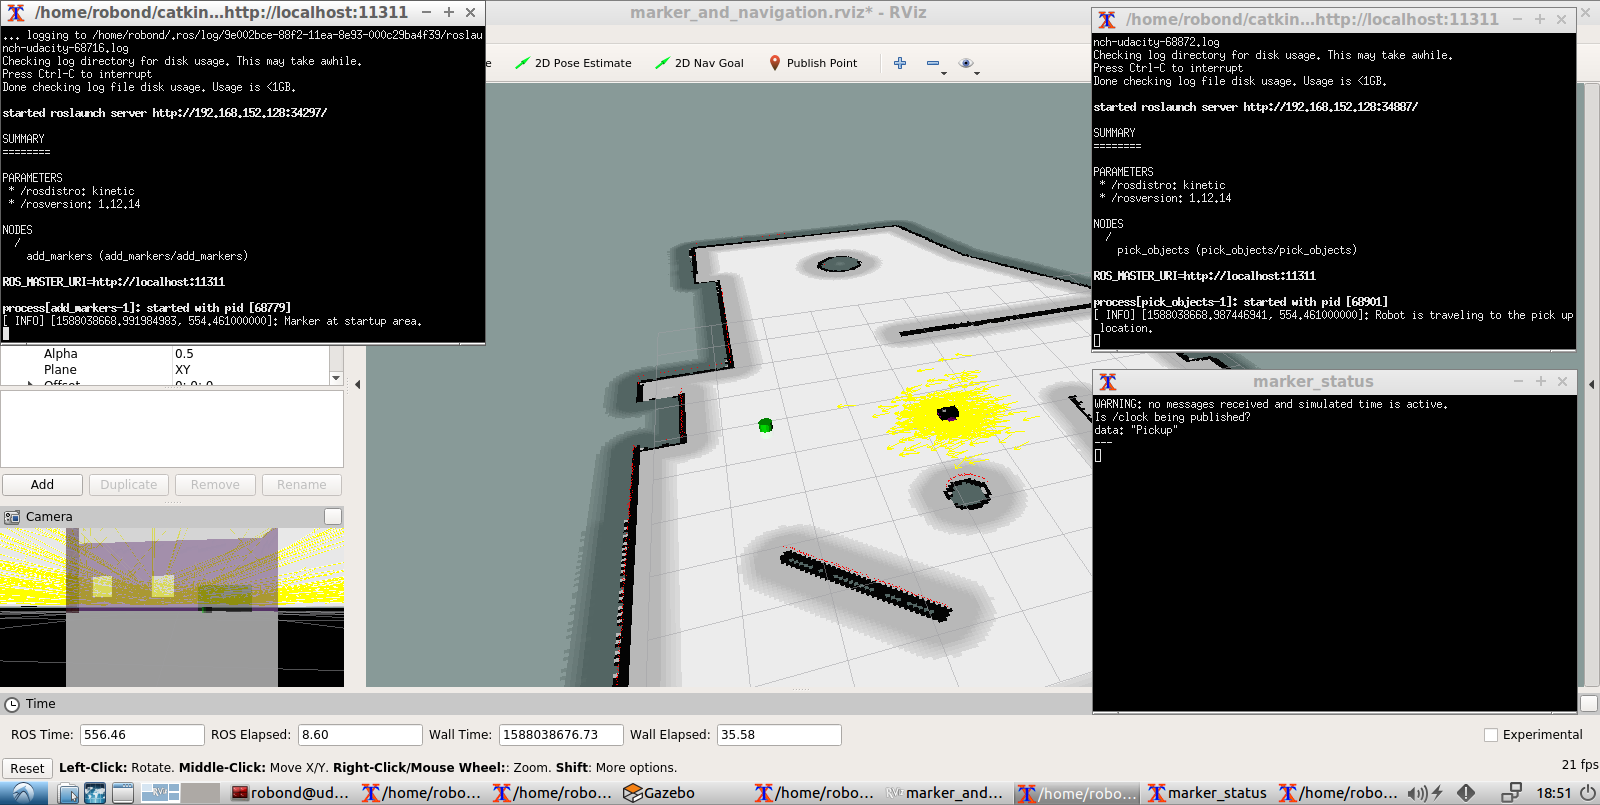 /home/robond/catkin...http://localhost:11311
... logging to /home/robond/.ros/log/9e002bce-88f2-11ea-8e93-000c29ba4f39/roslau
nch-udacity-68716.log
Checking log directory for disk usage. This may take awhile.
Press Ctrl-C to interrupt
Done checking log file disk usage. Usage is <1GB.
started roslaunch server http://192.168.152.128:34297/
SUMMARY
========
PARAMETERS
* /rosdistro: kinetic
* /rosversion: 1.12.14
NODES
/
add_markers (add_markers/add_markers)
ROS_MASTER_URI=http://localhost:11311
process[add_markers-1]: started with pid [68779]
[ INFO] [1588038668.991984983, 554.461000000]: Marker at startup area.
marker_and_navigation.rviz* - RViz
2D Pose Estimate
2D Nav Goal
Publish Point
/home/robond/catkin...http://localhost:11311
nch-udacity-68872.log
Checking log directory for disk usage. This may take awhile.
Press Ctrl-C to interrupt
Done checking log file disk usage. Usage is <1GB.
started roslaunch server http://192.168.152.128:34887/
SUMMARY
========
PARAMETERS
* /rosdistro: kinetic
* /rosversion: 1.12.14
NODES
/
pick_objects (pick_objects/pick_objects)
ROS_MASTER_URI=http://localhost:11311
process[pick_objects-1]: started with pid [68901]
[ INFO] [1588038668.987446941, 554.461000000]: Robot is traveling to the pick up
location.
marker_status
WARNING: no messages received and simulated time is active.
Is /clock being published?
data: "Pickup"
---
Alpha 0.5
Plane XY
Offset 0; 0; 0
Add Duplicate Remove Rename
Camera
Time
ROS Time: 556.46 ROS Elapsed: 8.60 Wall Time: 1588038676.73 Wall Elapsed: 35.58 Experimental
Reset Left-Click: Rotate. Middle-Click: Move X/Y. Right-Click/Mouse Wheel:: Zoom. Shift: More options. 21 fps
robond@ud... /home/robo... /home/robo... Gazebo /home/robo... RViz marker_and... /home/robo... marker_status /home/robo... 18:51